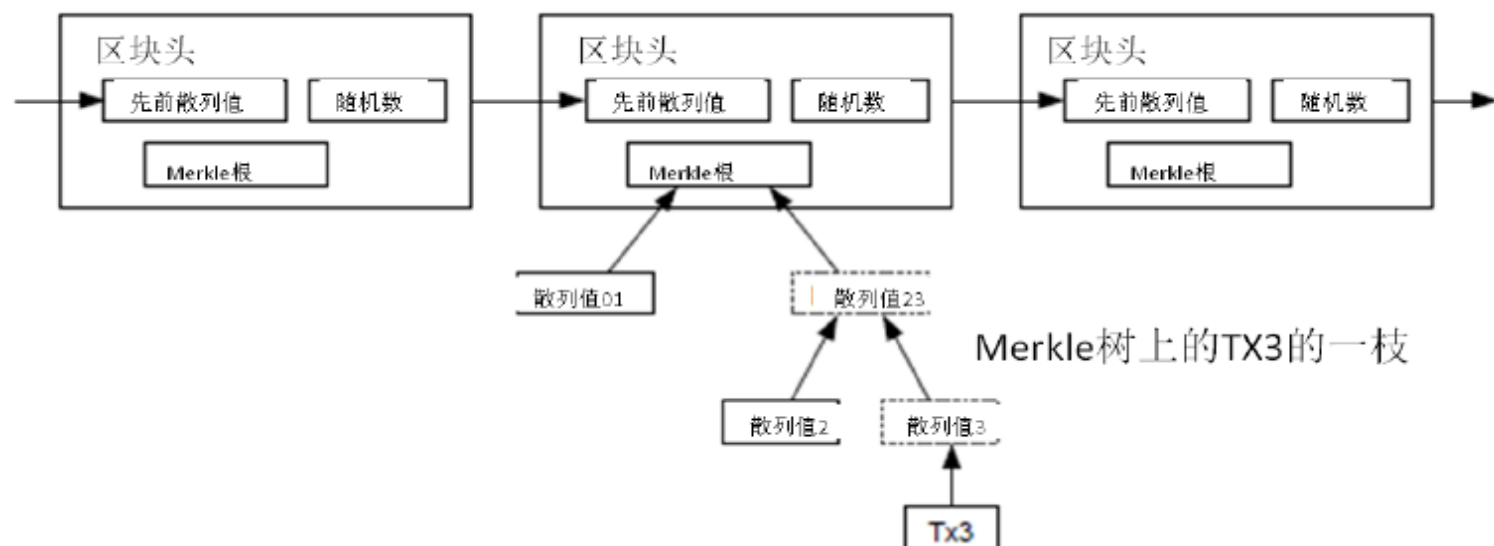 区块头
区块头
区块头
先前散列值
随机数
先前散列值
随机数
先前散列值
随机数
Merkle根
Merkle根
Merkle根
散列值01
散列值23
Merkle树上的TX3的一枝
散列值2
散列值3
Tx3